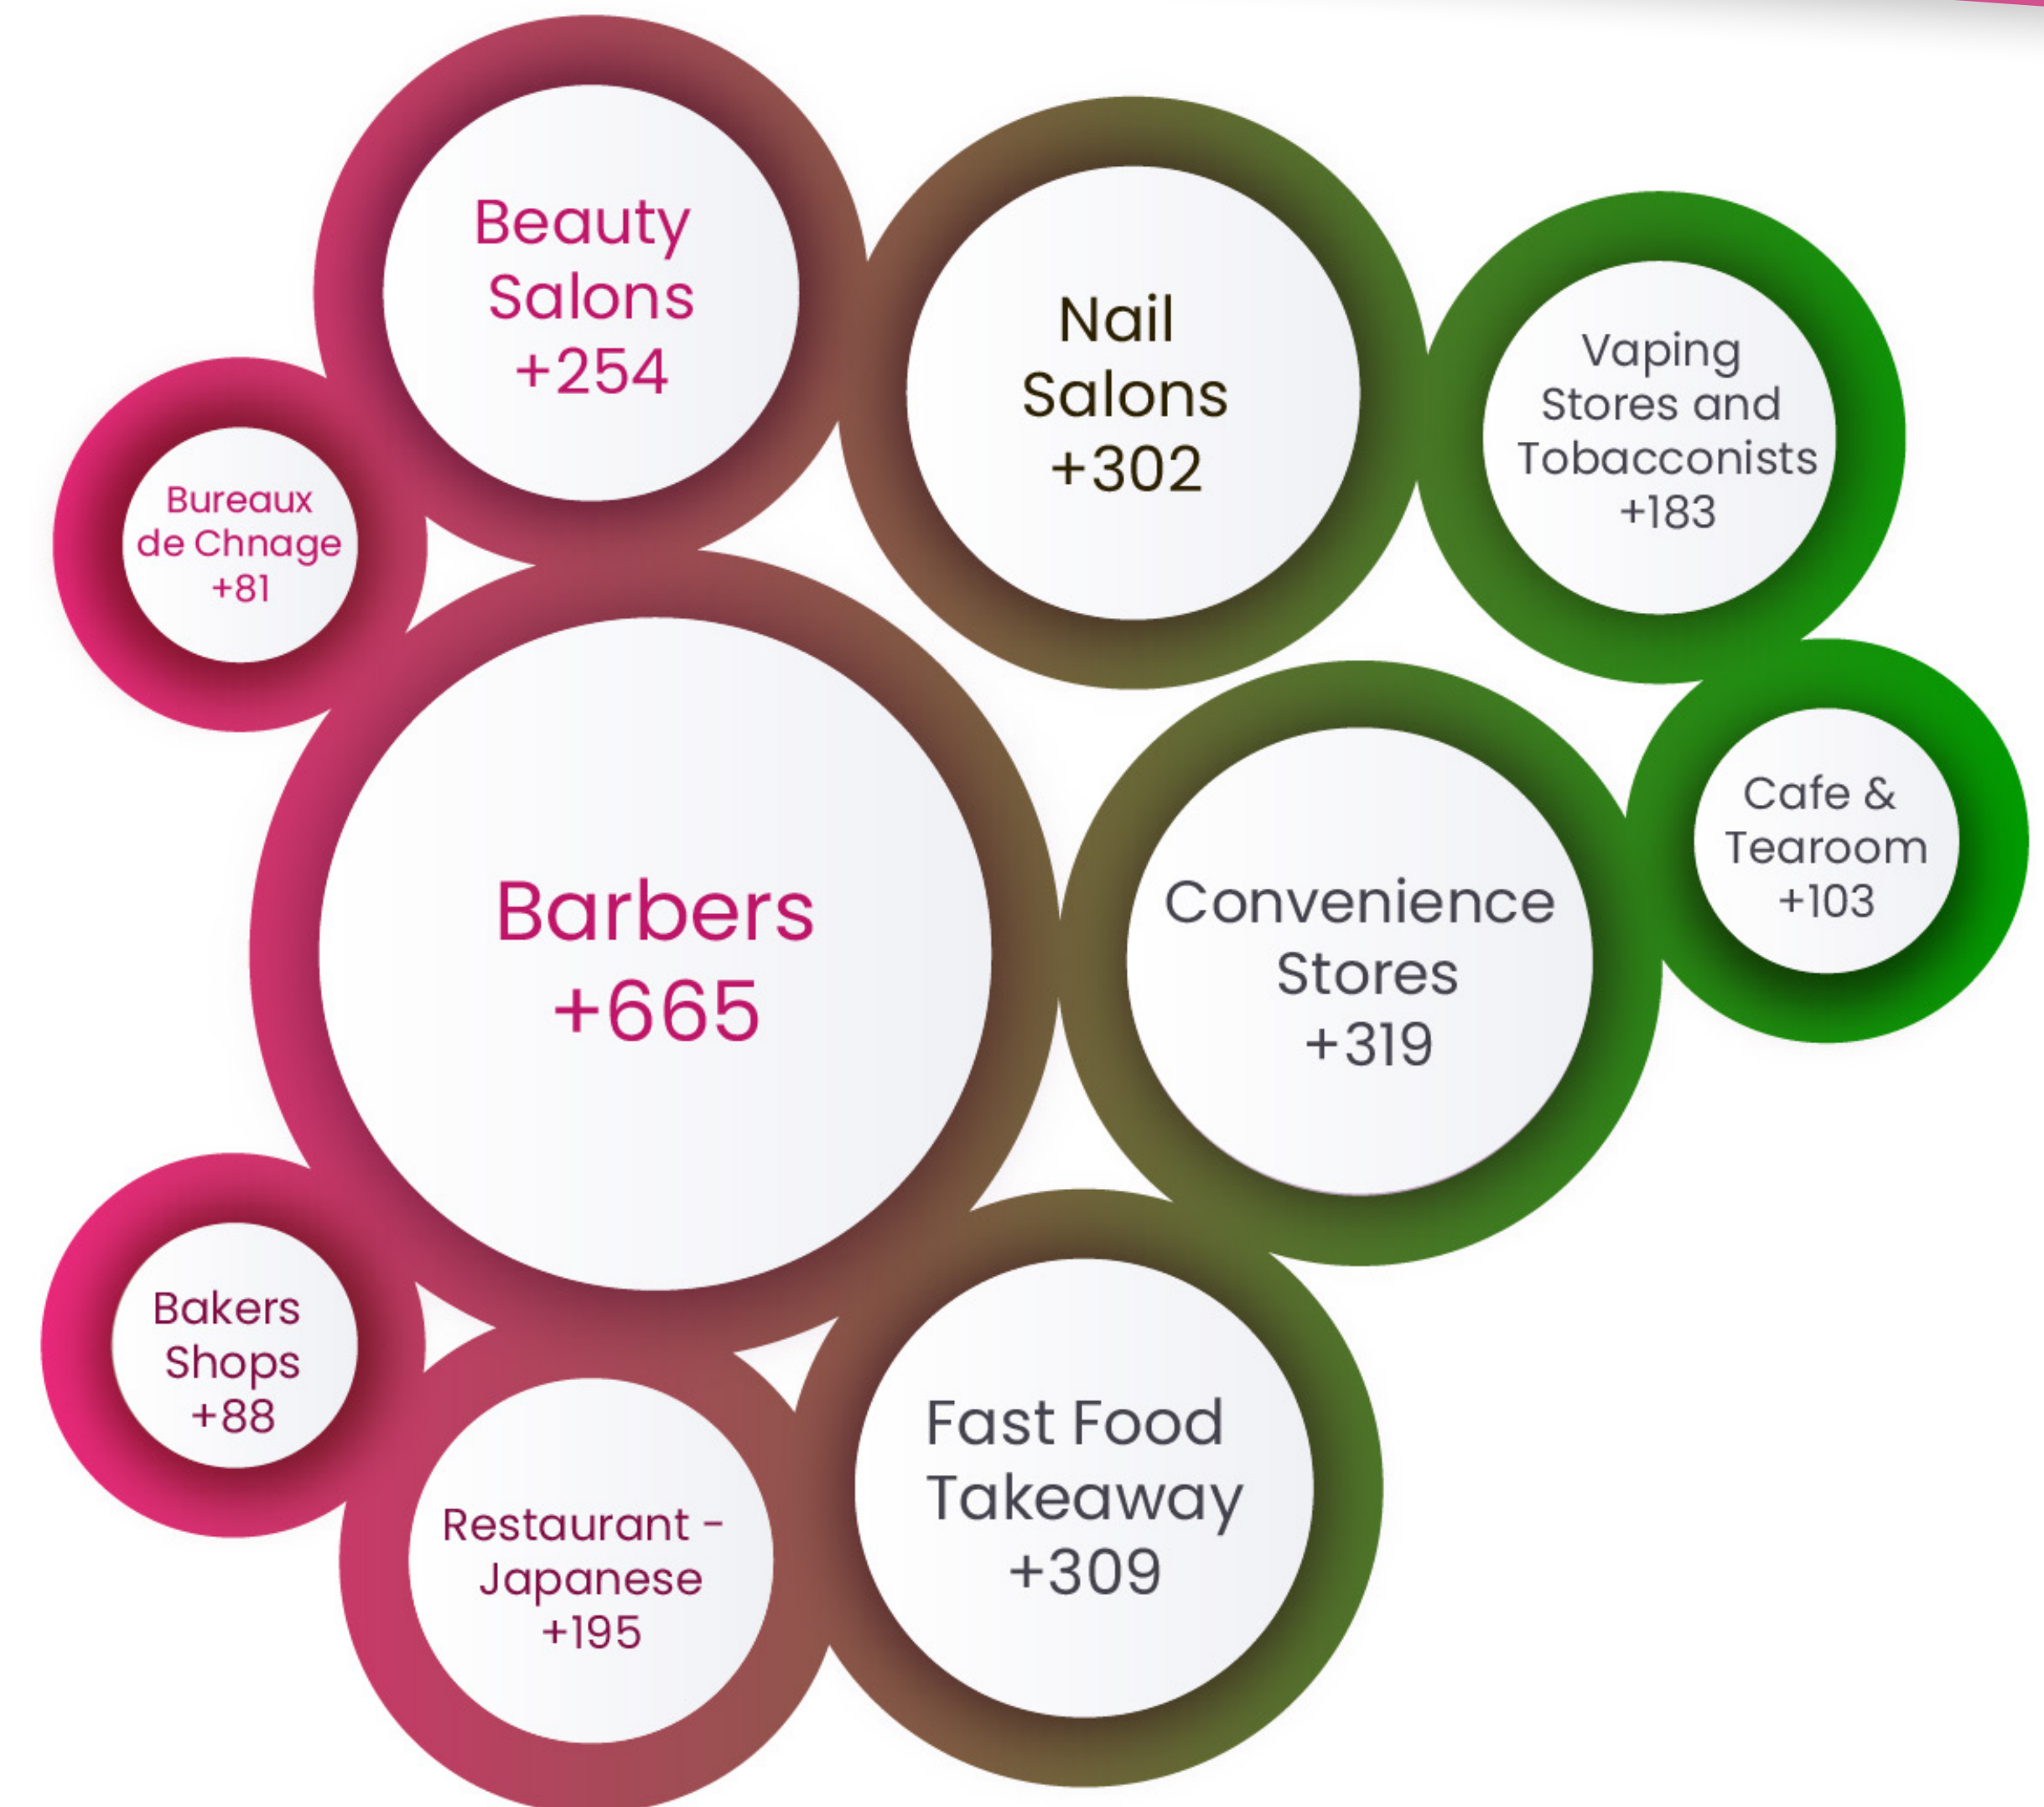 Beauty
Salons
+254
Nail
Salons
+302
Vaping
Stores and
Tobacconists
+183
Bureaux
de Chnage
+81
Cafe &
Tearoom
+103
Barbers
+665
Convenience
Stores
+319
Bakers
Shops
+88
Fast Food
Takeaway
+309
Restaurant -
Japanese
+195